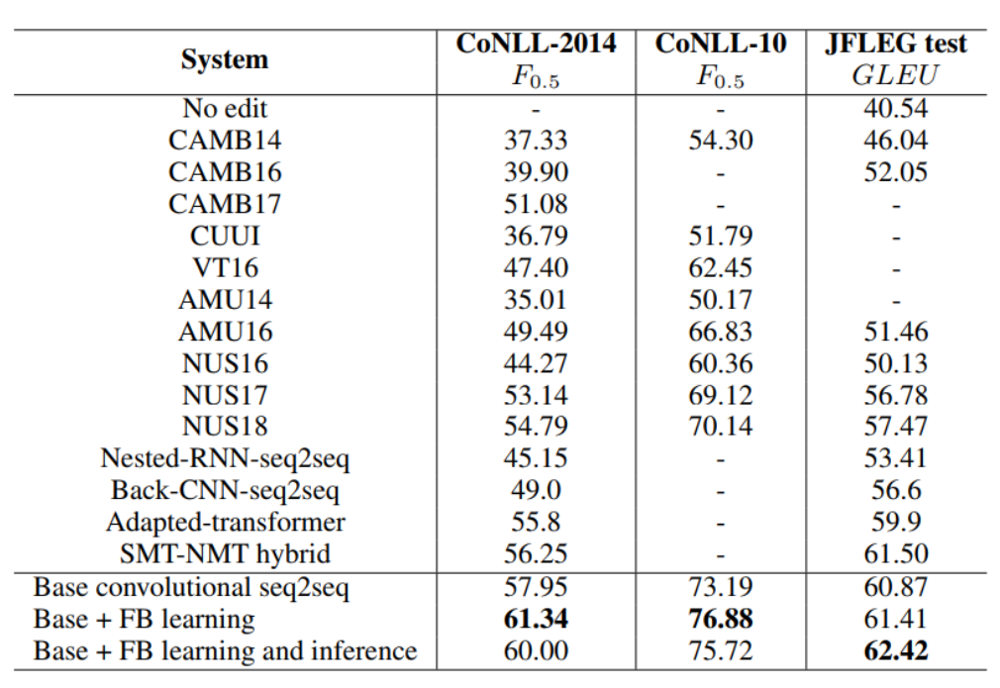 System CoNLL-2014 CoNLL-10 JFLEG test
F0.5 F0.5 GLEU
No edit - - 40.54
CAMB14 37.33 54.30 46.04
CAMB16 39.90 - 52.05
CAMB17 51.08 - -
CUUI 36.79 51.79 -
VT16 47.40 62.45 -
AMU14 35.01 50.17 -
AMU16 49.49 66.83 51.46
NUS16 44.27 60.36 50.13
NUS17 53.14 69.12 56.78
NUS18 54.79 70.14 57.47
Nested-RNN-seq2seq 45.15 - 53.41
Back-CNN-seq2seq 49.0 - 56.6
Adapted-transformer 55.8 - 59.9
SMT-NMT hybrid 56.25 - 61.50
Base convolutional seq2seq 57.95 73.19 60.87
Base + FB learning 61.34 76.88 61.41
Base + FB learning and inference 60.00 75.72 62.42